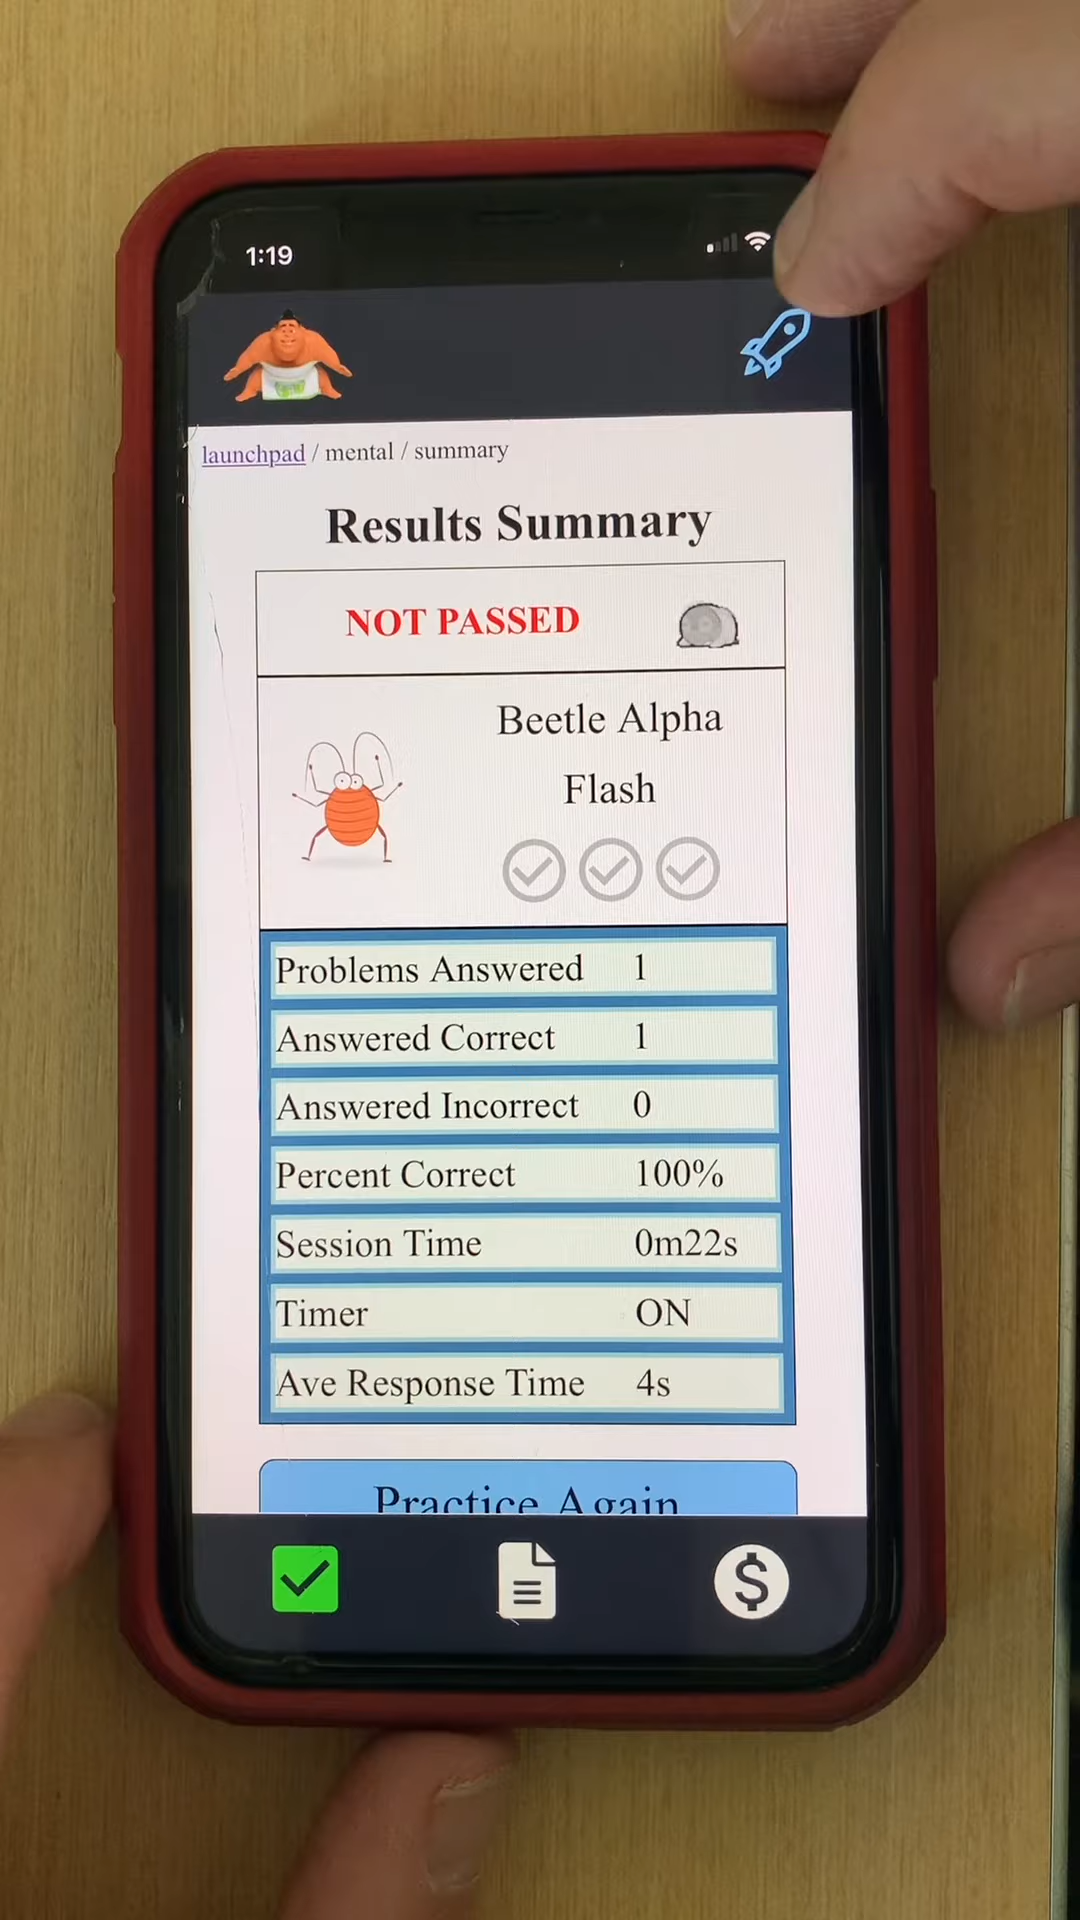 1:19
launchpad / mental / summary
Results Summary
NOT PASSED
Beetle Alpha
Flash
Problems Answered 1
Answered Correct 1
Answered Incorrect 0
Percent Correct 100%
Session Time 0m22s
Timer ON
Ave Response Time 4s
Practice Again
$